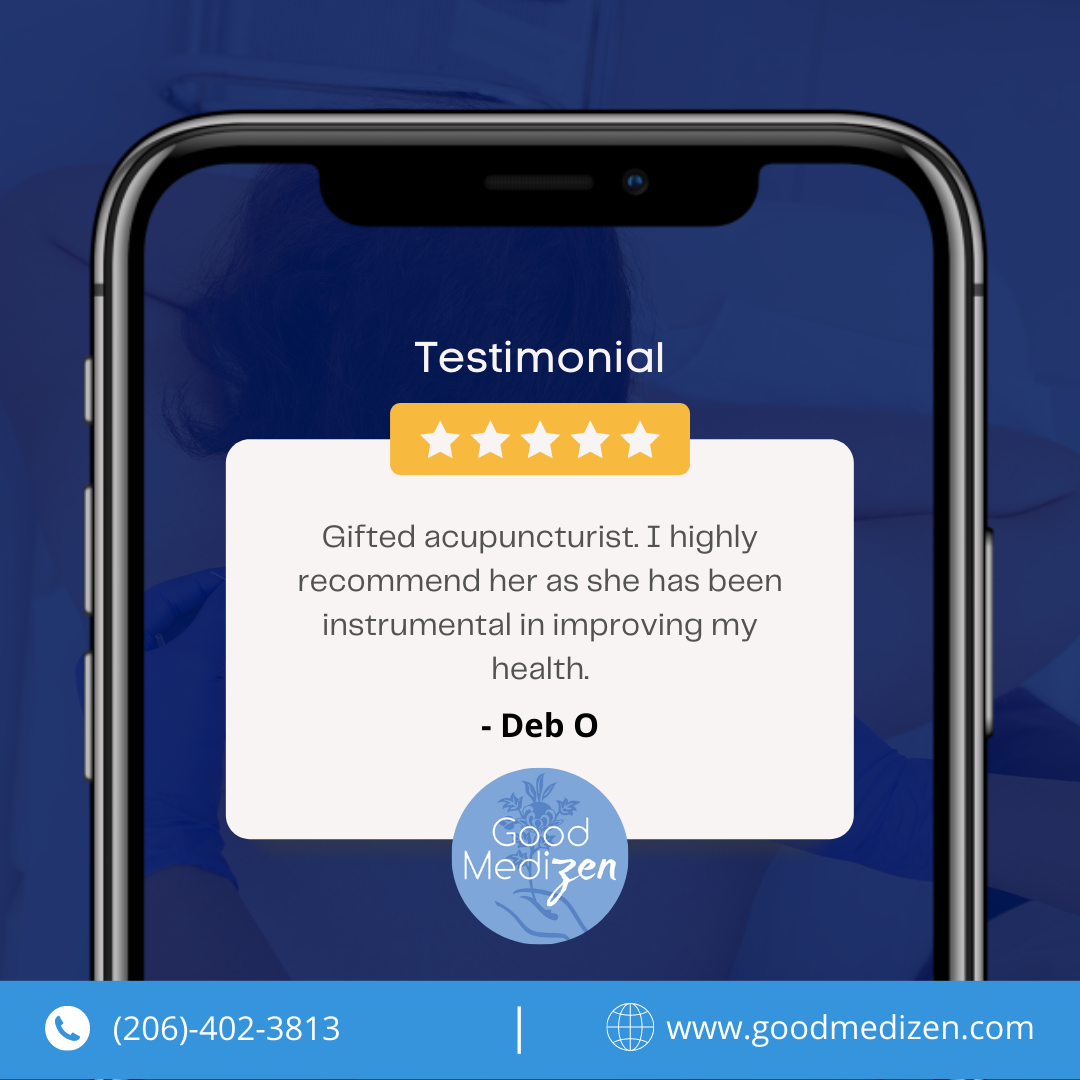 Testimonial
Gifted acupuncturist. I highly
recommend her as she has been
instrumental in improving my
health.
- Deb O
Good
Medizen
(206)-402-3813 | www.goodmedizen.com